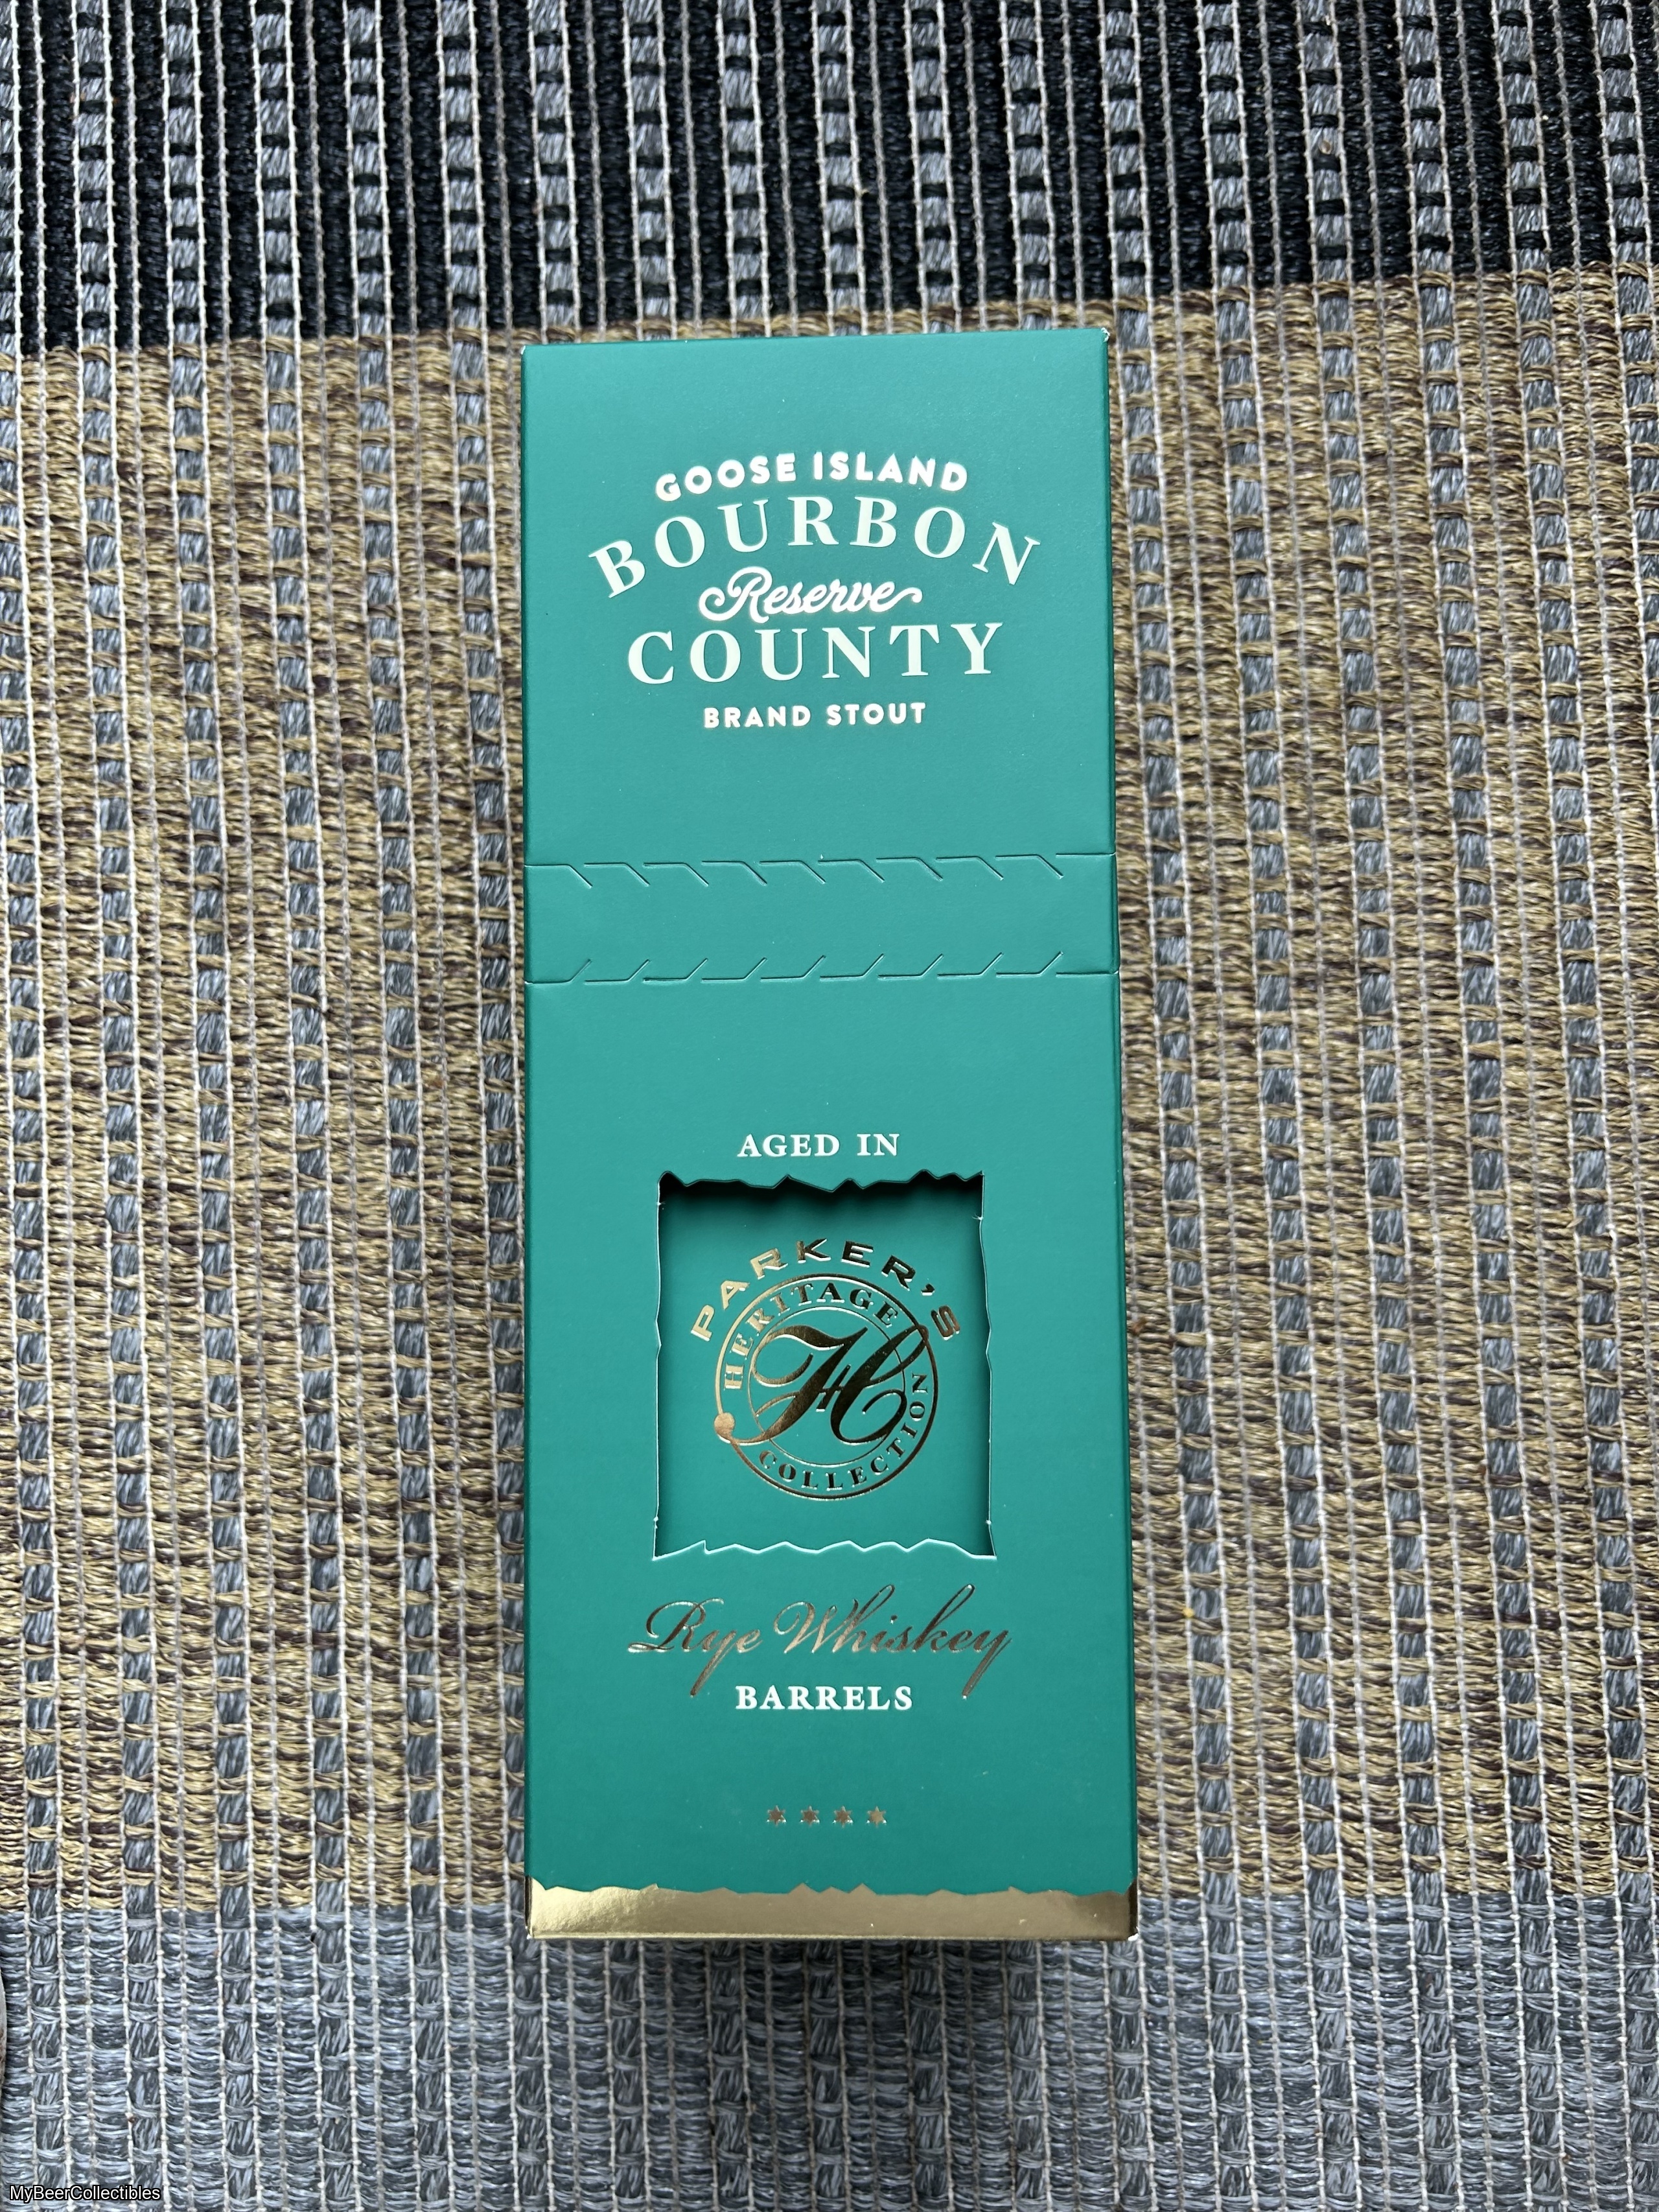 GOOSE ISLAND
BOURBON
Reserve
COUNTY
BRAND STOUT
AGED IN
PARKER'S
HERITAGE
H
COLLECTION
Rye Whiskey
BARRELS
MyBeerCollectibles